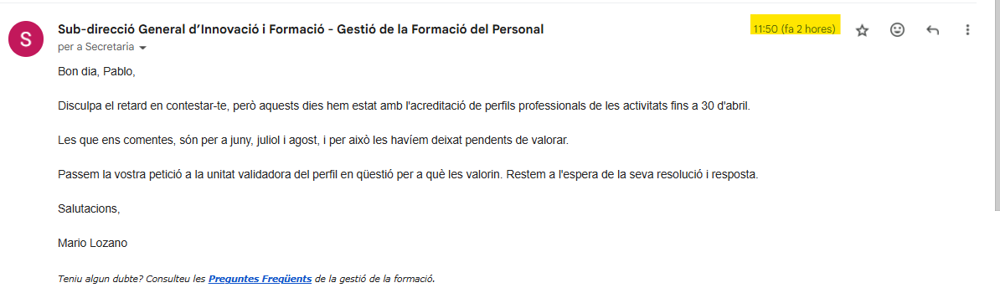 Sub-direcció General d'Innovació i Formació - Gestió de la Formació del Personal
11:50 (fa 2 hores)
S
per a Secretaria
Bon dia, Pablo,
Disculpa el retard en contestar-te, però aquests dies hem estat amb l'acreditació de perfils professionals de les activitats fins a 30 d'abril.
Les que ens comentes, són per a juny, juliol i agost, i per això les havíem deixat pendents de valorar.
Passem la vostra petició a la unitat validadora del perfil en qüestió per a què les valorin. Restem a l'espera de la seva resolució i resposta.
Salutacions,
Mario Lozano
Teniu algun dubte? Consulteu les Preguntes Freqüents de la gestió de la formació.